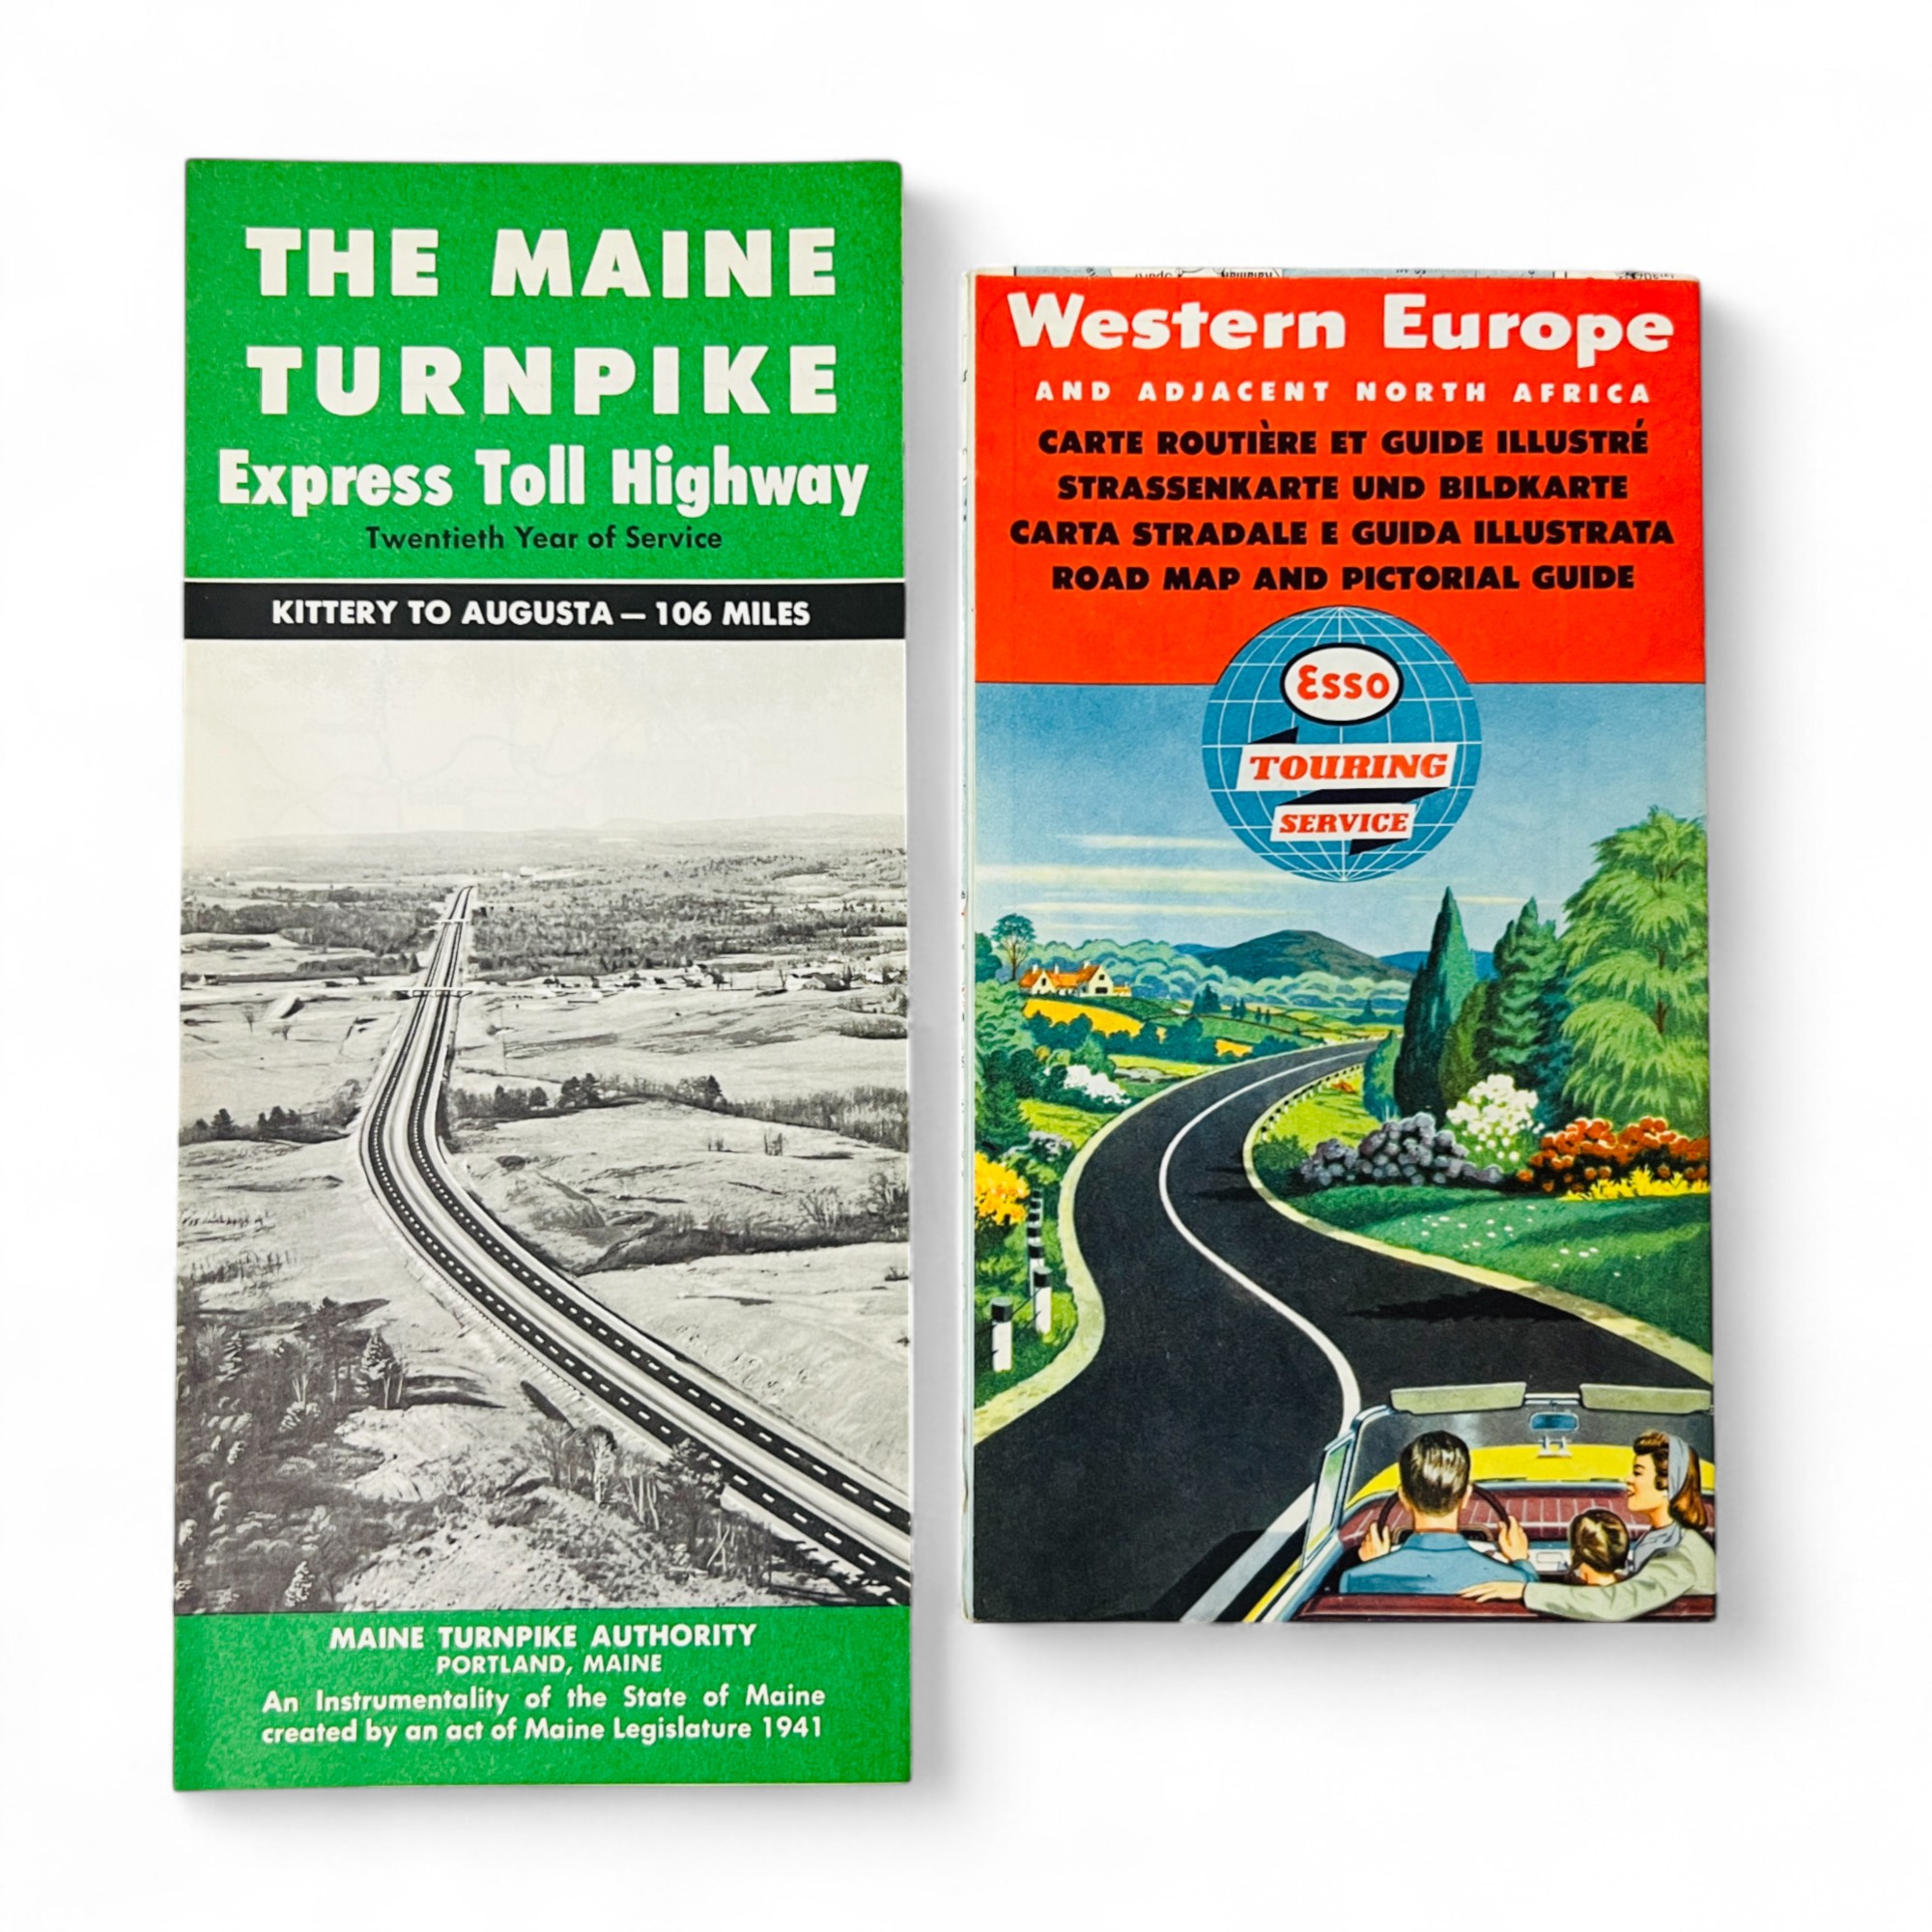 THE MAINE
TURNPIKE
Express Toll Highway
Twentieth Year of Service
KITTERY TO AUGUSTA — 106 MILES
MAINE TURNPIKE AUTHORITY
PORTLAND, MAINE
An Instrumentality of the State of Maine
created by an act of Maine Legislature 1941
Western Europe
AND ADJACENT NORTH AFRICA
CARTE ROUTIÈRE ET GUIDE ILLUSTRÉ
STRASSENKARTE UND BILDKARTE
CARTA STRADALE E GUIDA ILLUSTRATA
ROAD MAP AND PICTORIAL GUIDE
Esso
TOURING
SERVICE